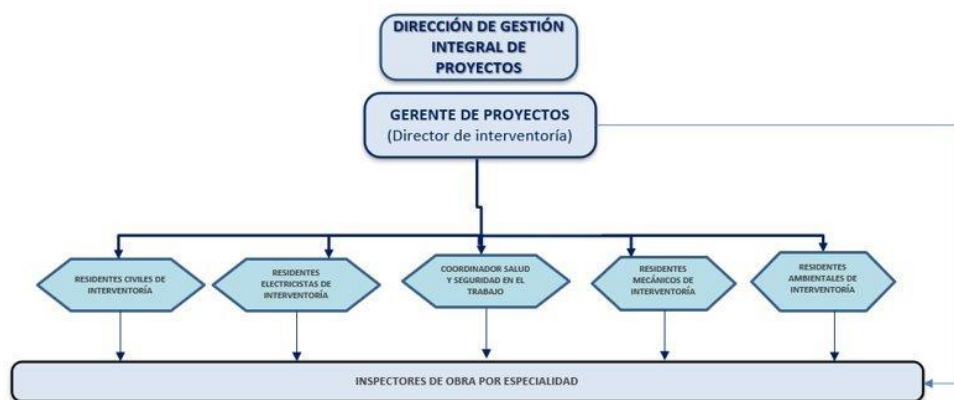 DIRECCIÓN DE GESTIÓN
INTEGRAL DE
PROYECTOS
GERENTE DE PROYECTOS
(Director de interventoría)
RESIDENTES CIVILES DE
INTERVENTORÍA
RESIDENTES
ELECTRICISTAS DE
INTERVENTORÍA
COORDINADOR SALUD
Y SEGURIDAD EN EL
TRABAJO
RESIDENTES
MECÁNICOS DE
INTERVENTORÍA
RESIDENTES
AMBIENTALES DE
INTERVENTORÍA
INSPECTORES DE OBRA POR ESPECIALIDAD